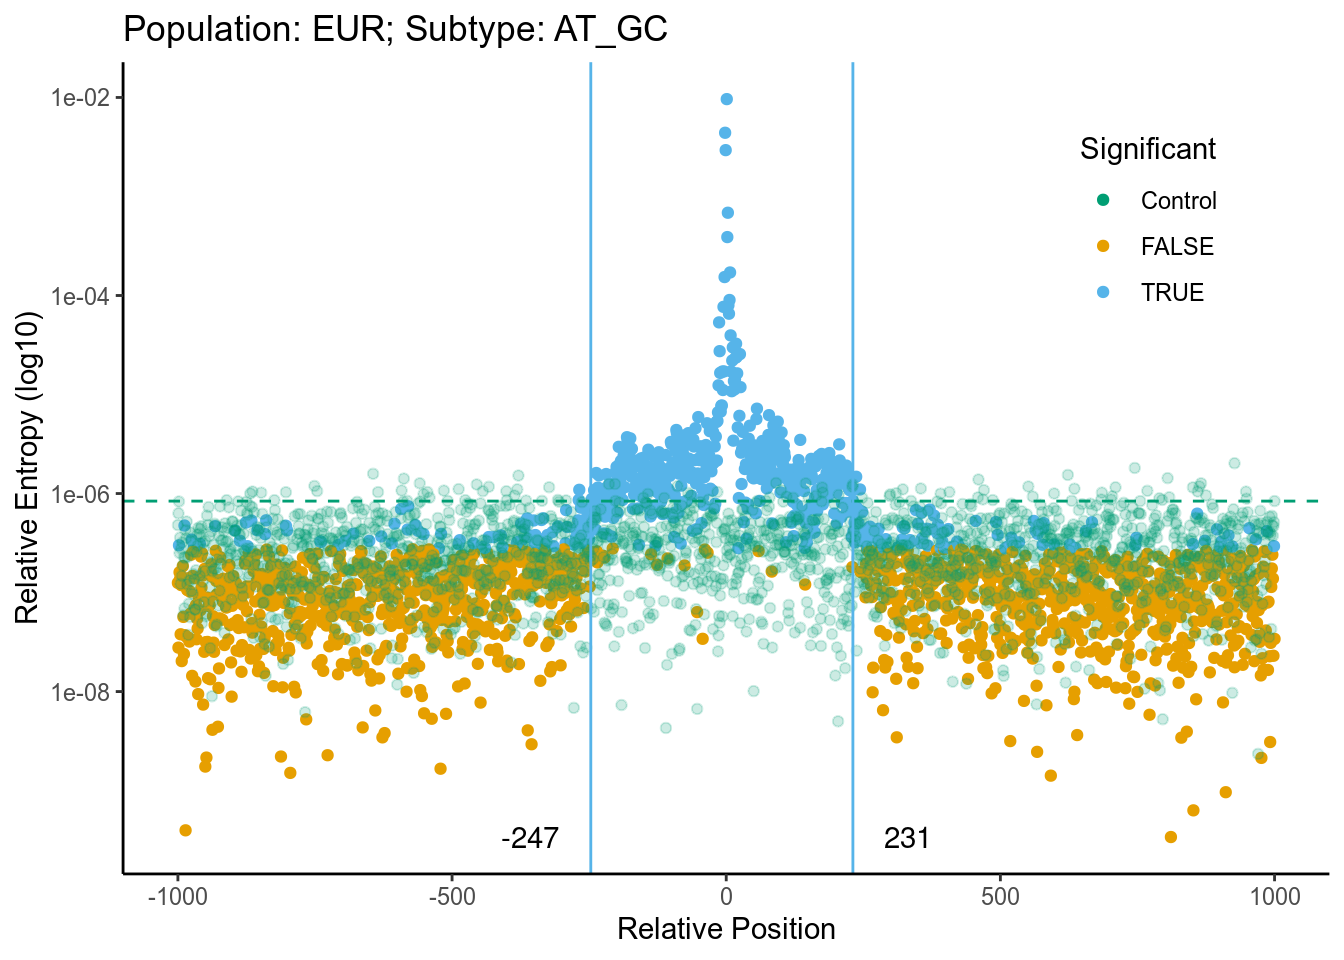 Population: EUR; Subtype: AT_GC
1e-02
1e-04
1e-06
1e-08
Relative Entropy (log10)
Significant
Control
FALSE
TRUE
-247
231
-1000
-500
0
500
1000
Relative Position